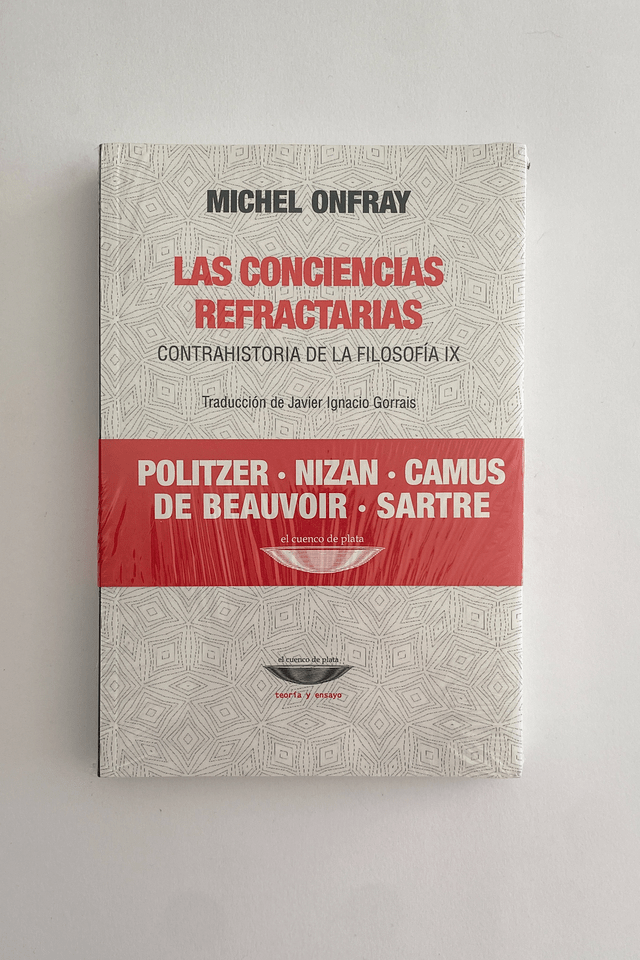 MICHEL ONFRAY
LAS CONCIENCIAS
REFRACTARIAS
CONTRAHISTORIA DE LA FILOSOFÍA IX
Traducción de Javier Ignacio Gorrais
POLITZER • NIZAN • CAMUS
DE BEAUVOIR • SARTRE
el cuenco de plata
el cuenco de plata
teoría y ensayo